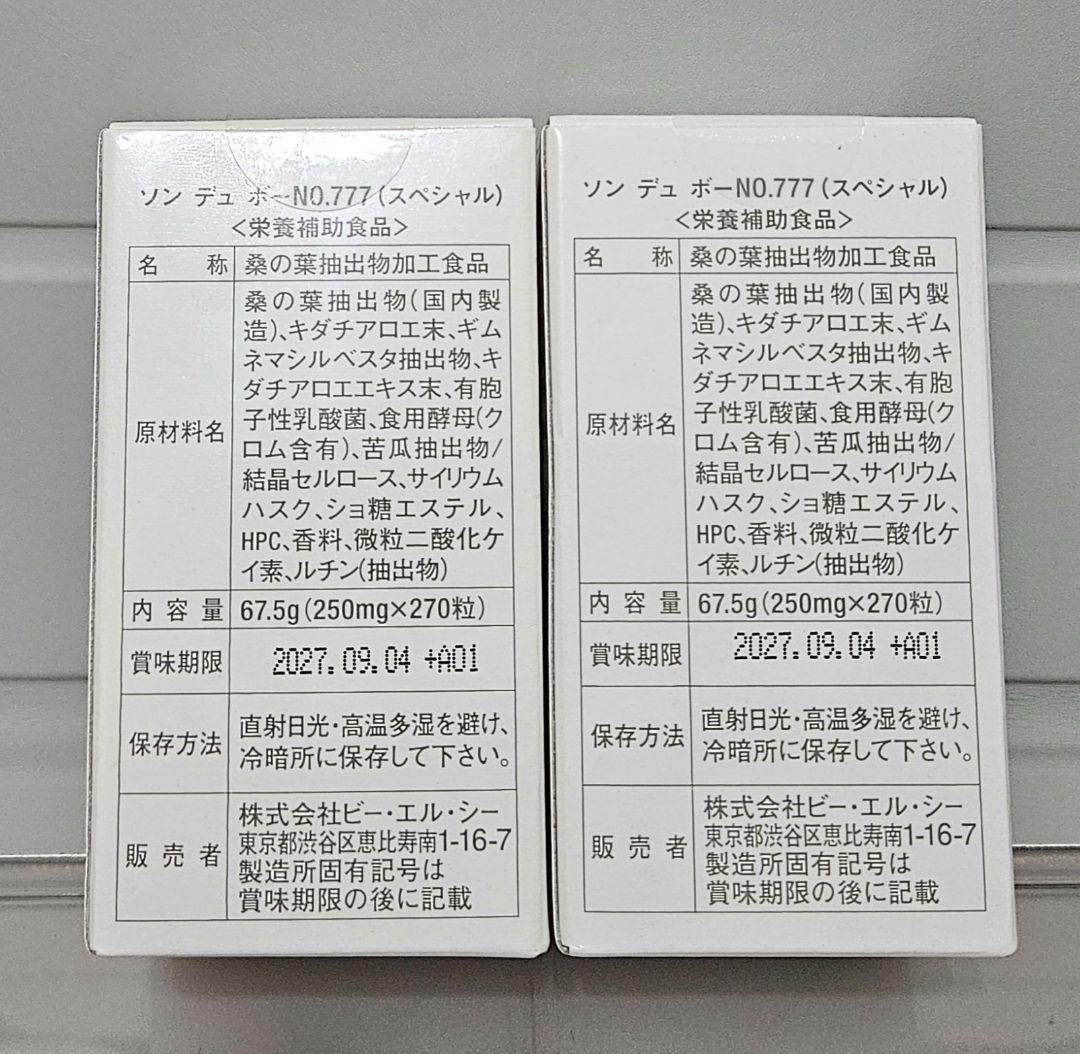 ソン デュ ボーNO.777(スペシャル)
<栄養補助食品>
名称 桑の葉抽出物加工食品
原材料名
桑の葉抽出物(国内製
造)、キダチアロエ末、ギム
ネマシルベスタ抽出物、キ
ダチアロエエキス末、有胞
子性乳酸菌、食用酵母(ク
ロム含有)、苦瓜抽出物/
結晶セルロース、サイリウム
ハスク、ショ糖エステル、
HPC、香料、微粒二酸化ケ
イ素、ルチン(抽出物)
内容量 67.5g(250mg×270粒)
賞味期限 2027.09.04 +A01
保存方法
直射日光・高温多湿を避け、
冷暗所に保存して下さい。
販売者
株式会社ビー・エル・シー
東京都渋谷区恵比寿南1-16-7
製造所固有記号は
賞味期限の後に記載
ソン デュ ボーNO.777(スペシャル)
<栄養補助食品>
名称 桑の葉抽出物加工食品
原材料名
桑の葉抽出物(国内製
造)、キダチアロエ末、ギム
ネマシルベスタ抽出物、キ
ダチアロエエキス末、有胞
子性乳酸菌、食用酵母(ク
ロム含有)、苦瓜抽出物/
結晶セルロース、サイリウム
ハスク、ショ糖エステル、
HPC、香料、微粒二酸化ケ
イ素、ルチン(抽出物)
内容量 67.5g(250mg×270粒)
賞味期限 2027.09.04 +A01
保存方法
直射日光・高温多湿を避け、
冷暗所に保存して下さい。
販売者
株式会社ビー・エル・シー
東京都渋谷区恵比寿南1-16-7
製造所固有記号は
賞味期限の後に記載